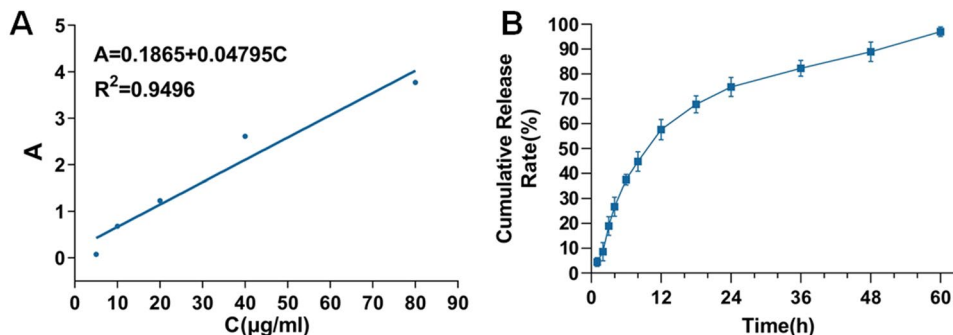 A
A=0.1865+0.04795C
R²=0.9496
A
5
4
3
2
1
0
0 10 20 30 40 50 60 70 80 90
C(μg/ml)
B
Cumulative Release
Rate(%)
100
90
80
70
60
50
40
30
20
10
0
0 12 24 36 48 60
Time(h)